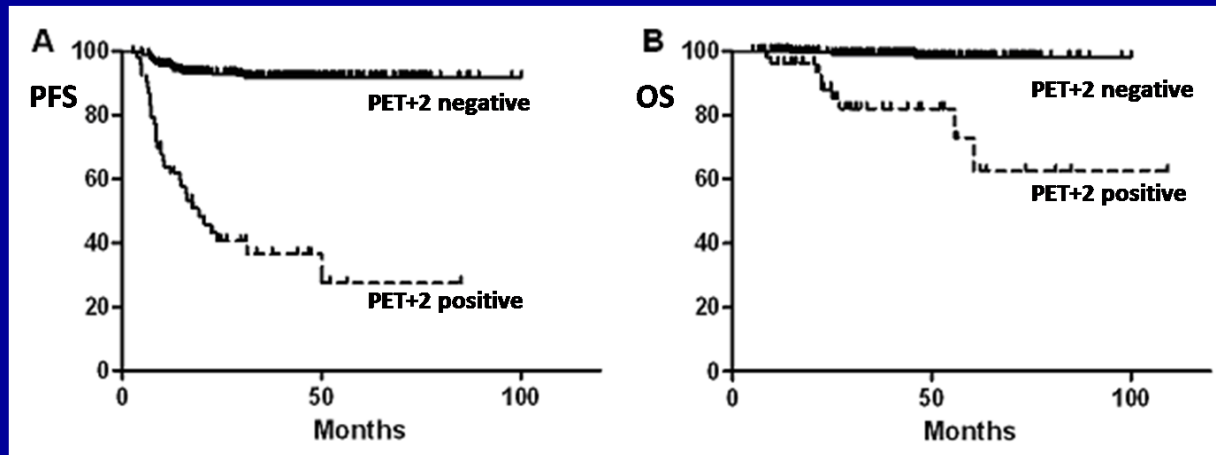 A
PFS
100
80
60
40
20
0
PET+2 negative
PET+2 positive
0 50 100
Months
B
OS
100
80
60
40
20
0
PET+2 negative
PET+2 positive
0 50 100
Months